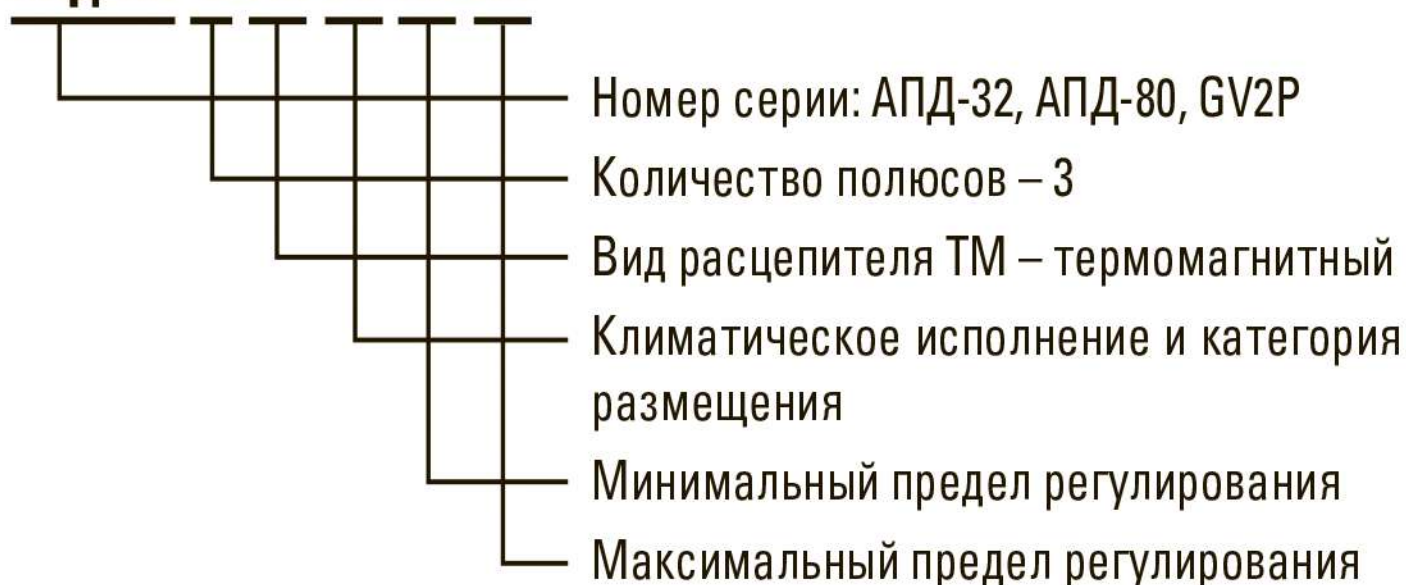 Номер серии: АПД-32, АПД-80, GV2P
Количество полюсов – 3
Вид расцепителя ТМ – термомагнитный
Климатическое исполнение и категория
размещения
Минимальный предел регулирования
Максимальный предел регулирования